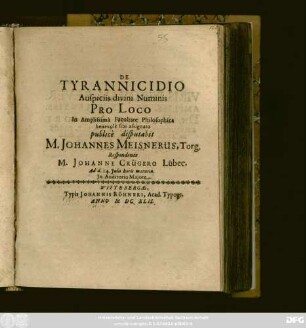 DE
TYRANNICIDIO
Auspiciis divini Numinis
PRO LOCO
In Amplissimâ Facultate Philosophica
benevolè sibi assignato
publicè disputabit
M. JOHANNES MEISNERUS, Torg.
Respondente
M. JOHANNE CRÜGERO Lübec.
Ad d. 14. Julii horis matutin.
In Auditorio Majore.
WITTEBERGÆ,
Typis JOHANNIS RÖHNERI, Acad. Typogr.
ANNO M DC XLII.